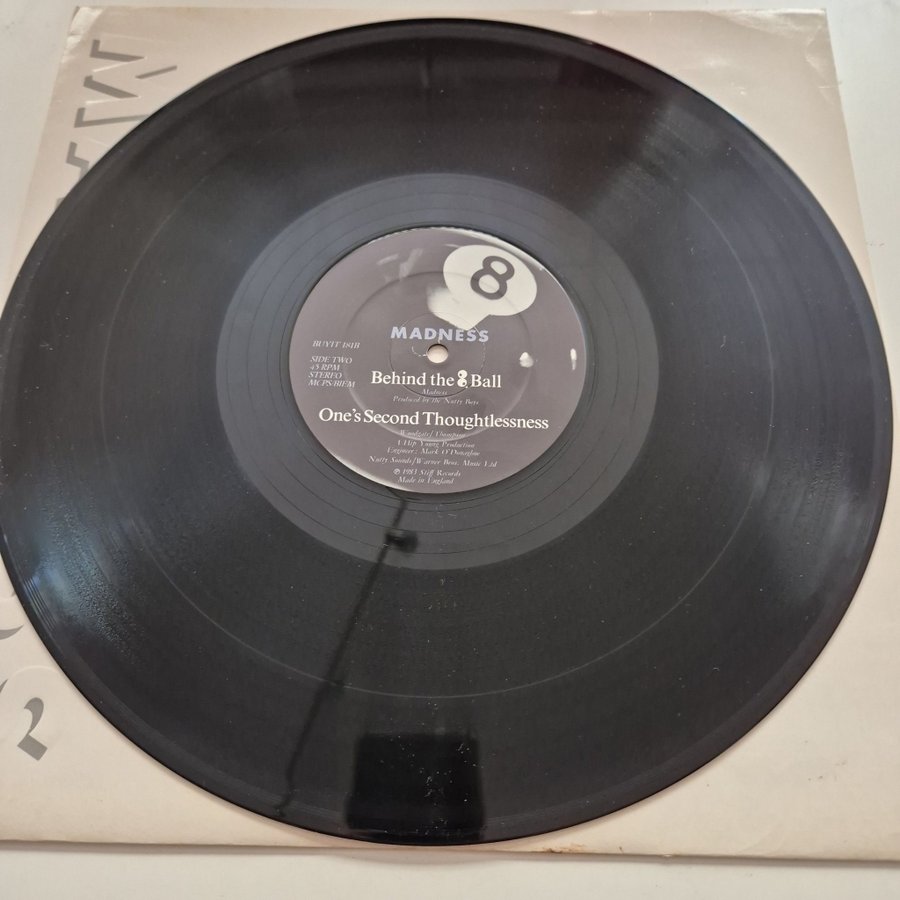 8
MADNESS
BUYIT 181B
SIDE TWO
45 RPM
STEREO
MCPS/BIEM
Behind the 8 Ball
Madness
Produced by the Nutty Boys
One's Second Thoughtlessness
Woodgate/Thompson
A Hip Young Production
Engineer: Mark O'Donoghue
Nutty Sounds/Warner Bros. Music Ltd
℗ 1983 Stiff Records
Made in England